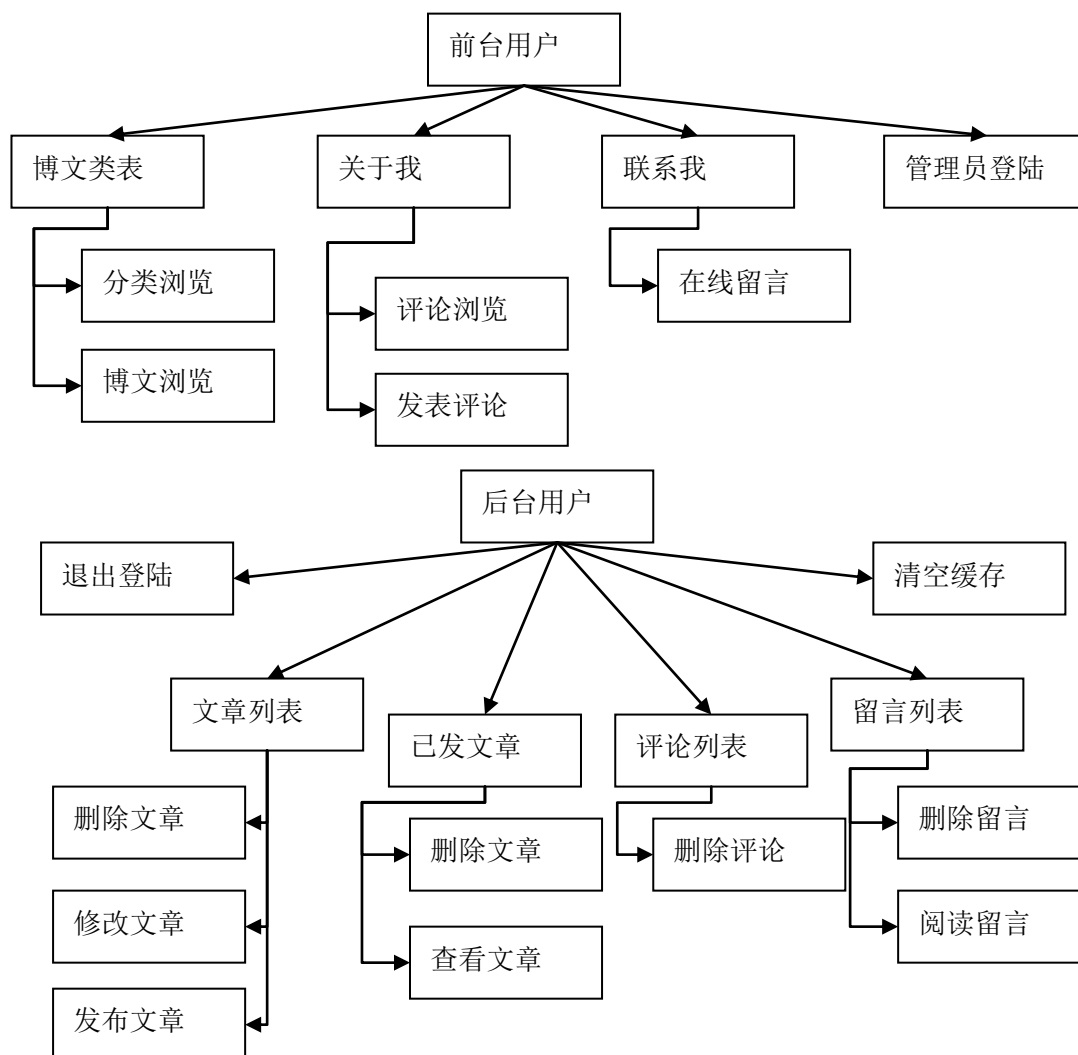 前台用户
博文类表
关于我
联系我
管理员登陆
分类浏览
评论浏览
在线留言
博文浏览
发表评论
后台用户
退出登陆
清空缓存
文章列表
已发文章
评论列表
留言列表
删除文章
删除文章
删除评论
删除留言
修改文章
查看文章
阅读留言
发布文章